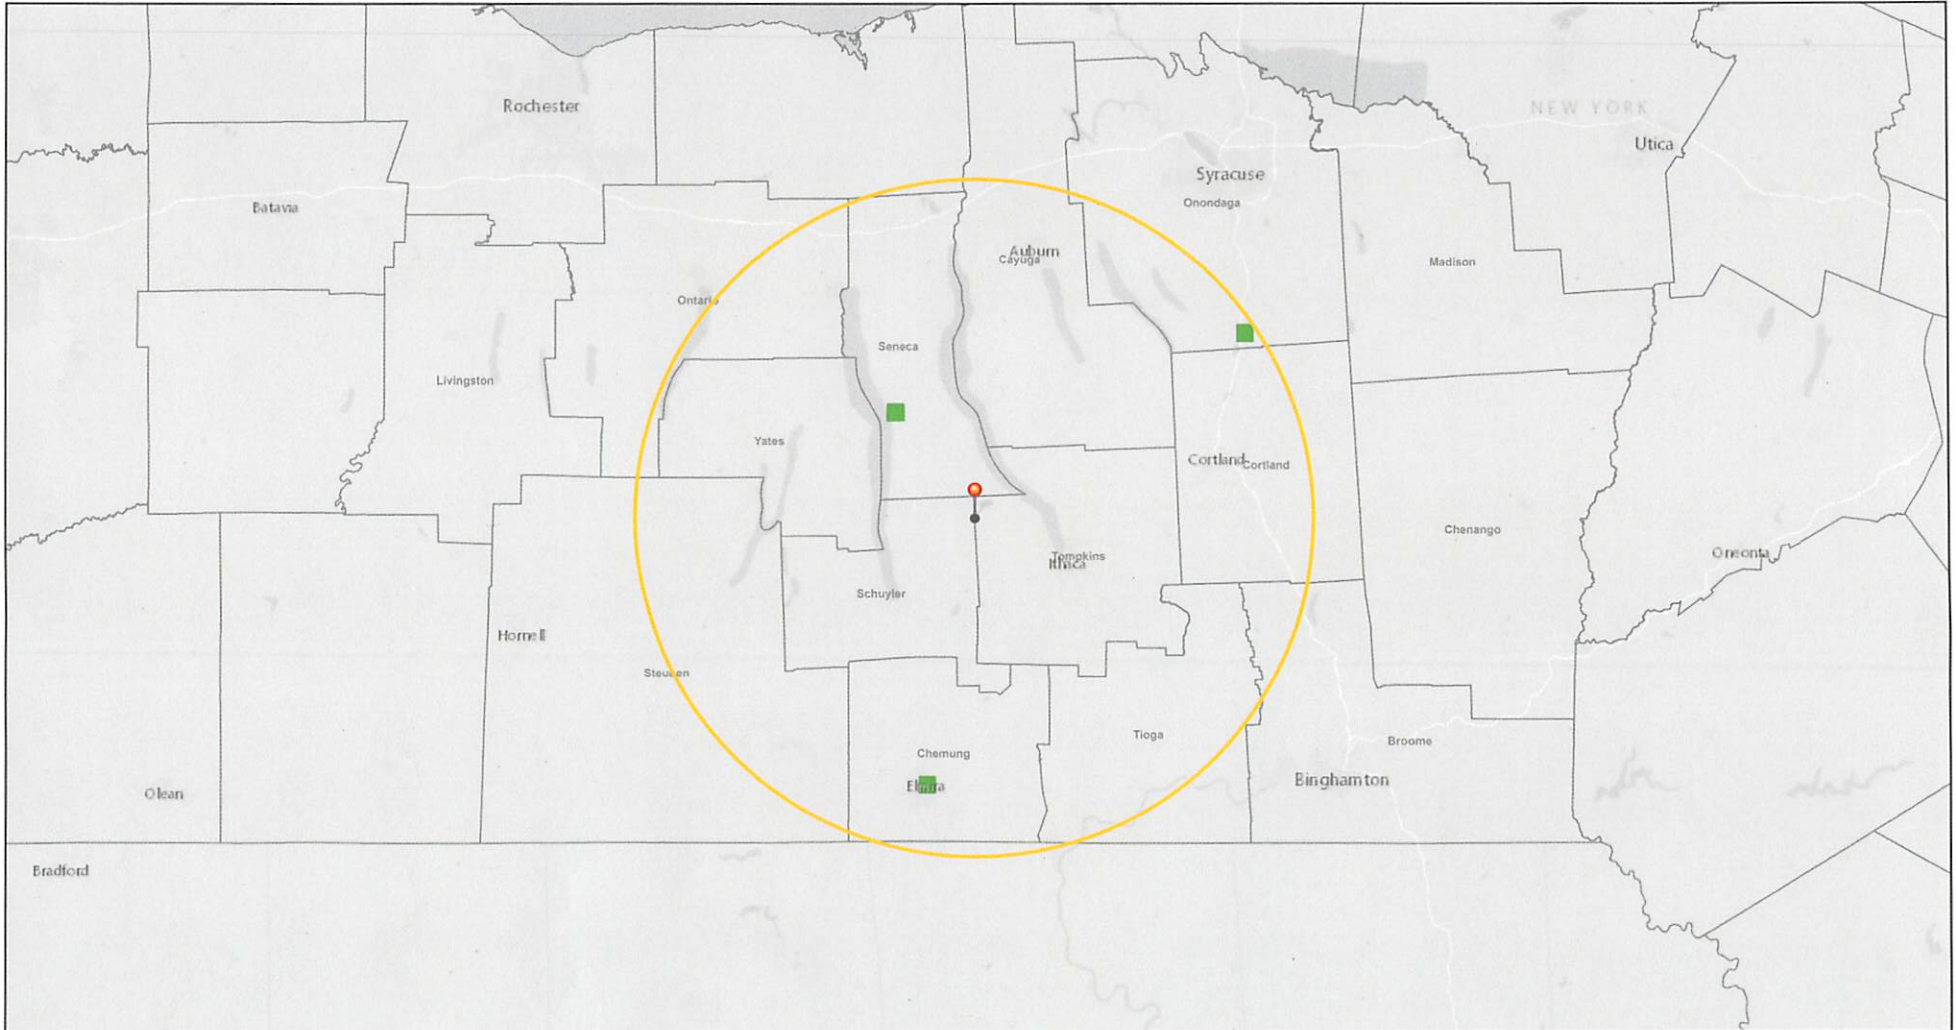 Rochester
NEW YORK
Utica
Syracuse
Onondaga
Batavia
Auburn
Cayuga
Madison
Ontario
Seneca
Livingston
Yates
Cortland
Cortland
Chenango
Oneonta
Tompkins
Ithaca
Schuyler
Hornell
Steuben
Tioga
Broome
Chemung
Binghamton
Elmira
Olean
Bradford